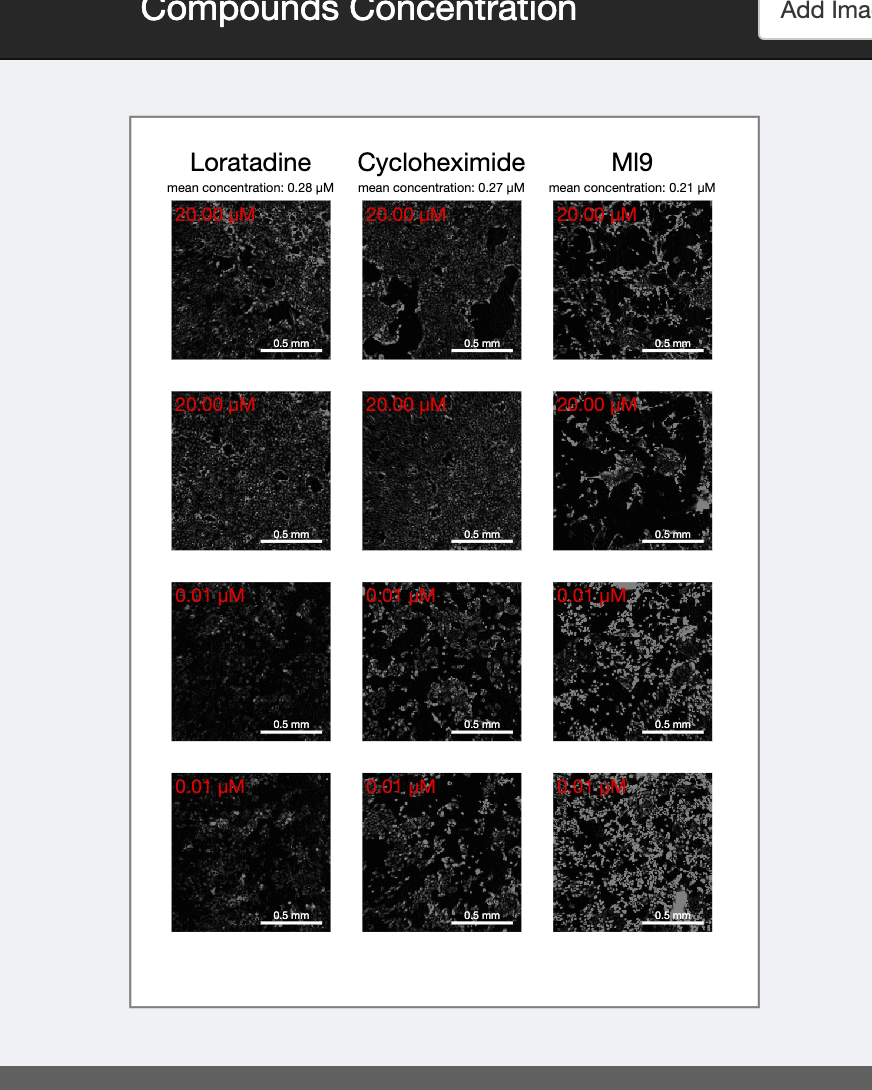 Compounds Concentration
Add Ima
Loratadine Cycloheximide MI9
mean concentration: 0.28 µM mean concentration: 0.27 µM mean concentration: 0.21 µM
20.00 µM 20.00 µM 20.00 µM
0.5 mm 0.5 mm 0.5 mm
20.00 µM 20.00 µM 20.00 µM
0.5 mm 0.5 mm 0.5 mm
0.01 µM 0.01 µM 0.01 µM
0.5 mm 0.5 mm 0.5 mm
0.01 µM 0.01 µM 0.01 µM
0.5 mm 0.5 mm 0.5 mm